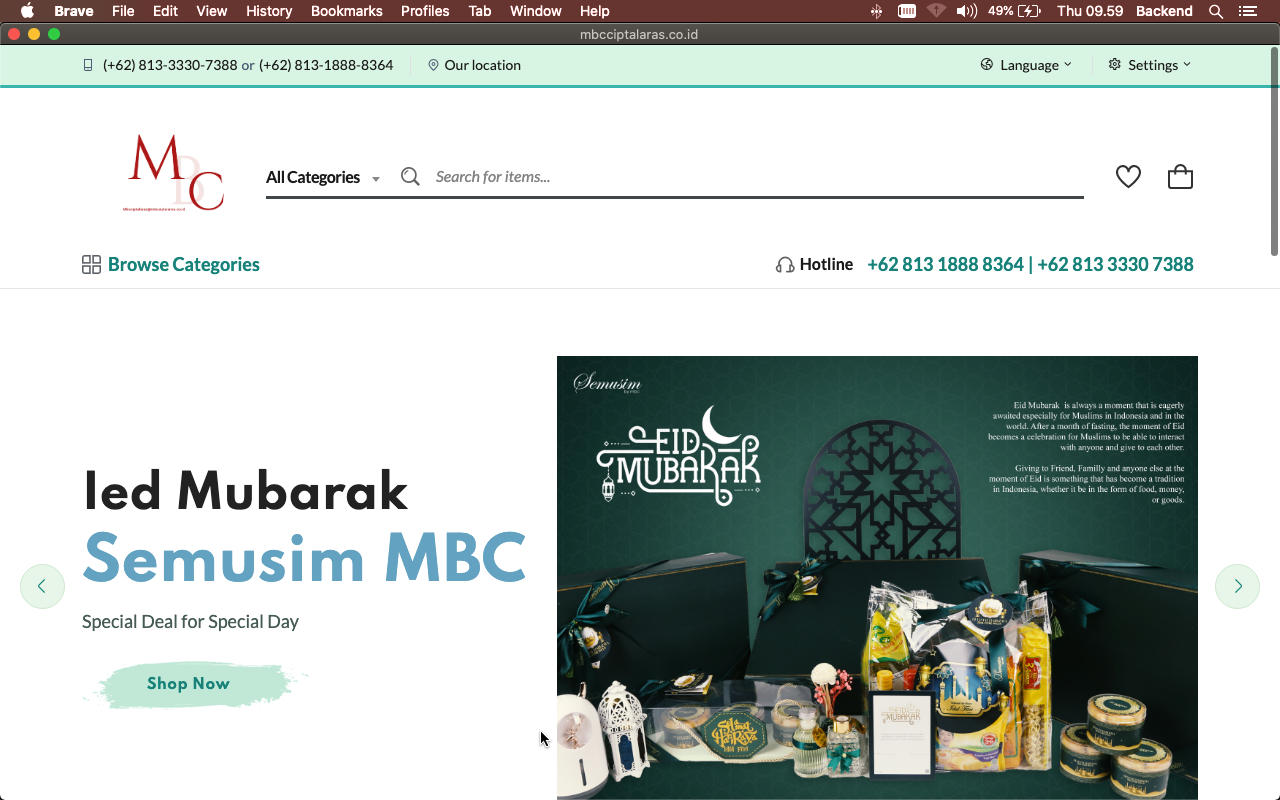 Brave File Edit View History Bookmarks Profiles Tab Window Help 49% Thu 09.59 Backend
mbcciptalaras.co.id
(+62) 813-3330-7388 or (+62) 813-1888-8364 Our location Language Settings
MBC
All Categories Search for items...
Browse Categories Hotline +62 813 1888 8364 | +62 813 3330 7388
Ied Mubarak
Semusim MBC
Special Deal for Special Day
Shop Now
Semusim
by MBC
EID
MUBARAK
Eid Mubarak is always a moment that is eagerly
awaited especially for Muslims in Indonesia and in the
world. After a month of fasting, the moment of Eid
becomes a celebration for Muslims to be able to interact
with anyone and give to each other.
Giving to Friend, Familly and anyone else at the
moment of Eid is something that has become a tradition
in Indonesia, whether it be in the form of food, money,
or goods.
EID
MUBARAK